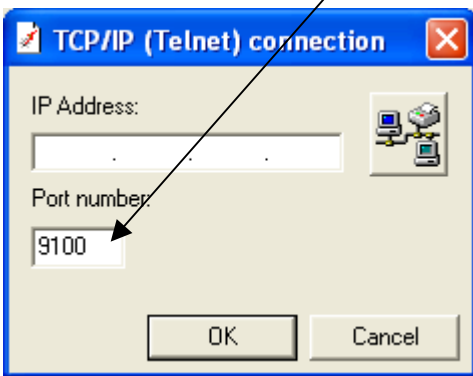 TCP/IP (Telnet) connection
IP Address:
. . .
Port number:
9100
OK Cancel